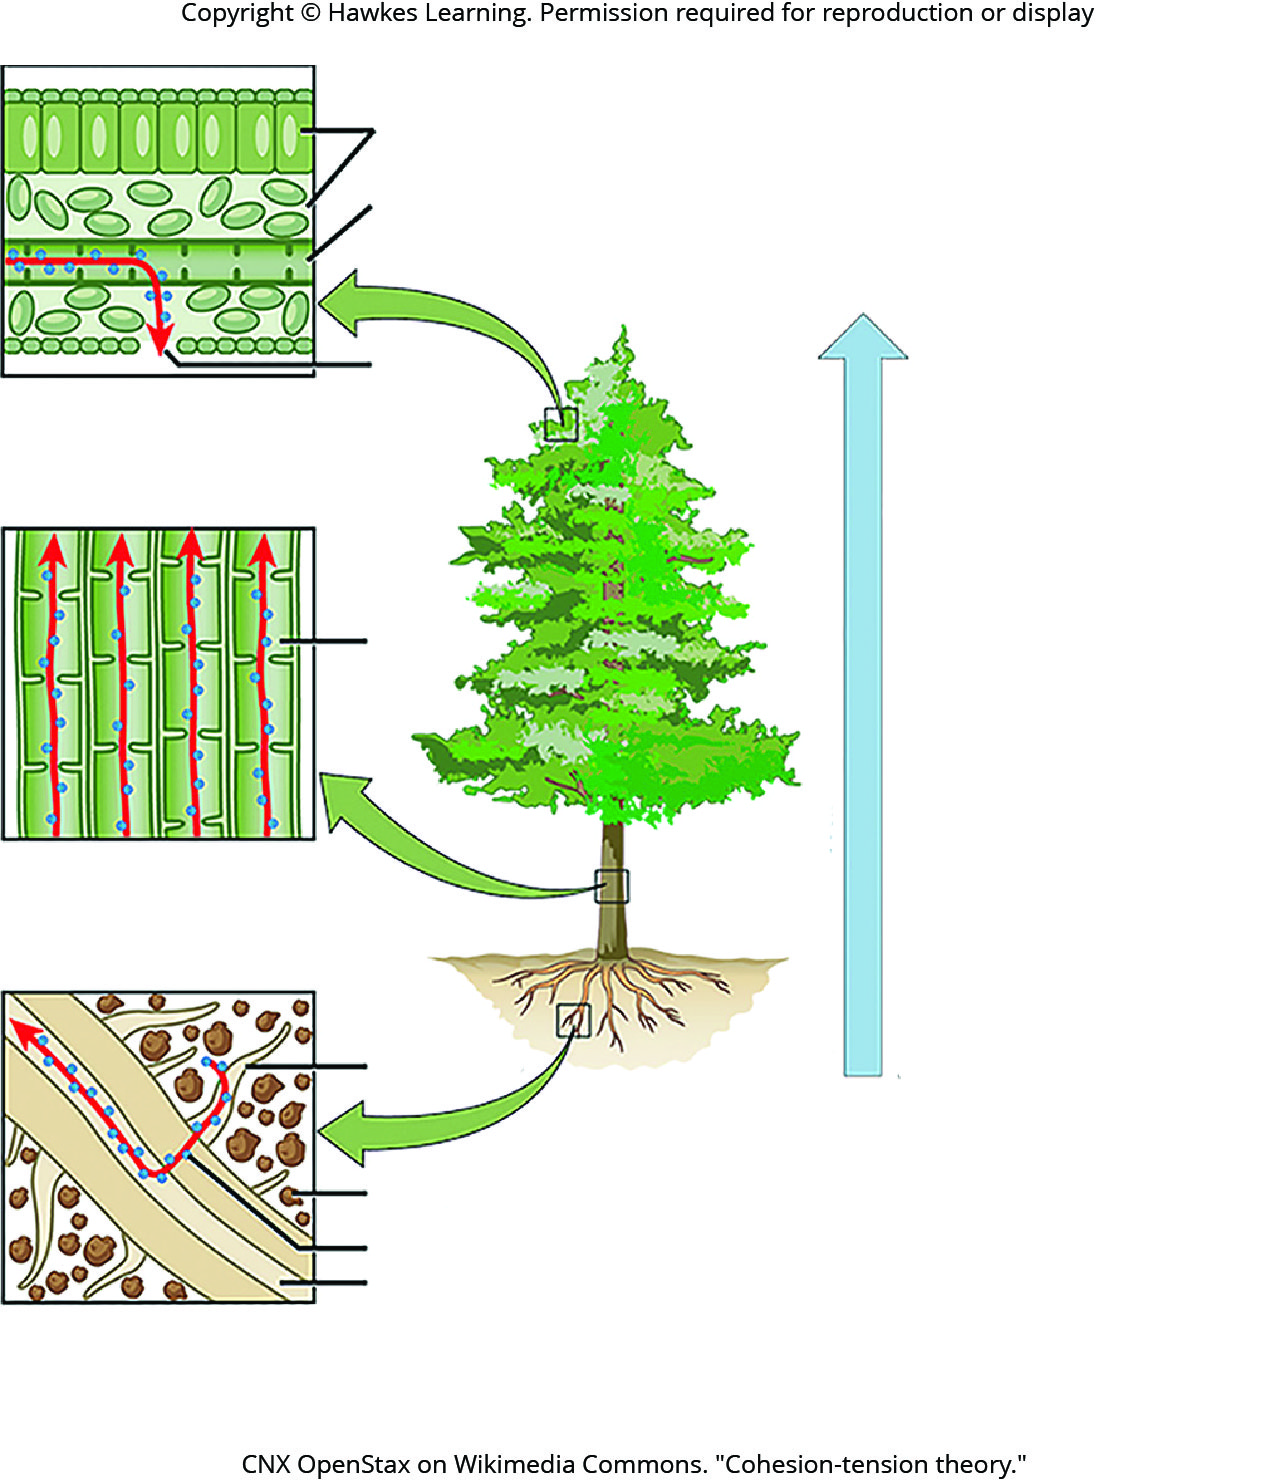 Copyright © Hawkes Learning. Permission required for reproduction or display
CNX OpenStax on Wikimedia Commons. "Cohesion-tension theory."